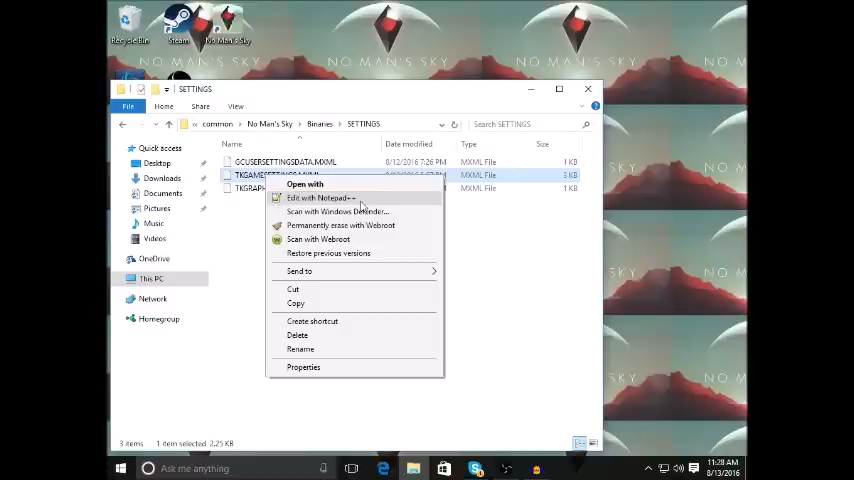 Recycle Bin
Steam
No Man's Sky
NO MAN'S SKY
NO MAN'S SKY
NO MAN'S SKY
SETTINGS
File
Home
Share
View
« common > No Man's Sky > Binaries > SETTINGS
Search SETTINGS
Name
Date modified
Type
Size
Quick access
Desktop
Downloads
Documents
Pictures
Music
Videos
OneDrive
This PC
Network
Homegroup
GCUSERSETTINGSDATA.MXML
8/12/2016 7:26 PM
MXML File
1 KB
MXML File
3 KB
TKGRAPH
MXML File
1 KB
Open with
Edit with Notepad++
Scan with Windows Defender...
Permanently erase with Webroot
Scan with Webroot
Restore previous versions
Send to
Cut
Copy
Create shortcut
Delete
Rename
Properties
3 items
1 item selected 2.25 KB
NO MAN'S SKY
NO MAN'S
NO MAN'S
NO MAN'S
Ask me anything
11:28 AM
8/13/2016